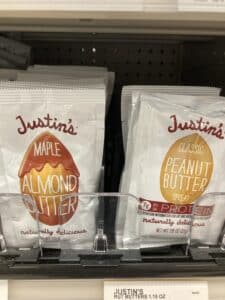 Justin's
MAPLE
ALMOND
BUTTER
naturally delicious
Justin's
CLASSIC
PEANUT
BUTTER
PROTEIN
naturally delicious
JUSTIN'S
NUT BUTTERS 1.15 OZ